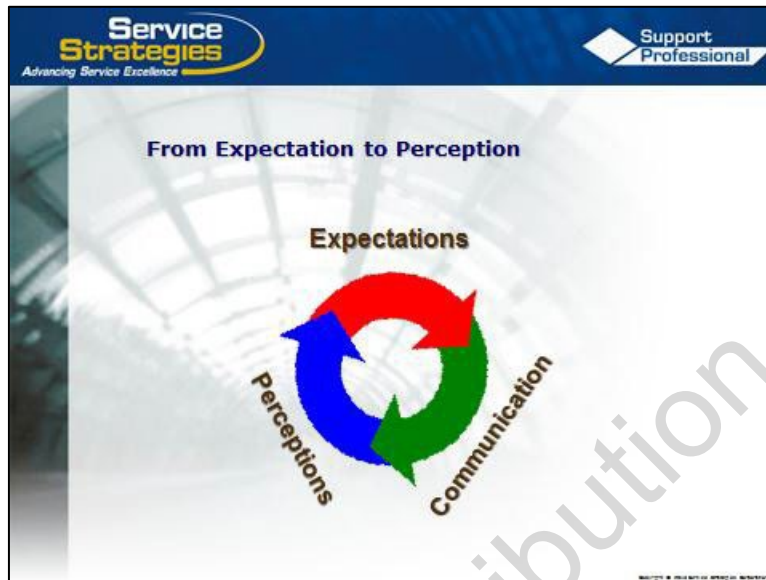 Service
Strategies
Advancing Service Excellence
Support
Professional
From Expectation to Perception
Expectations
Perceptions
Communication